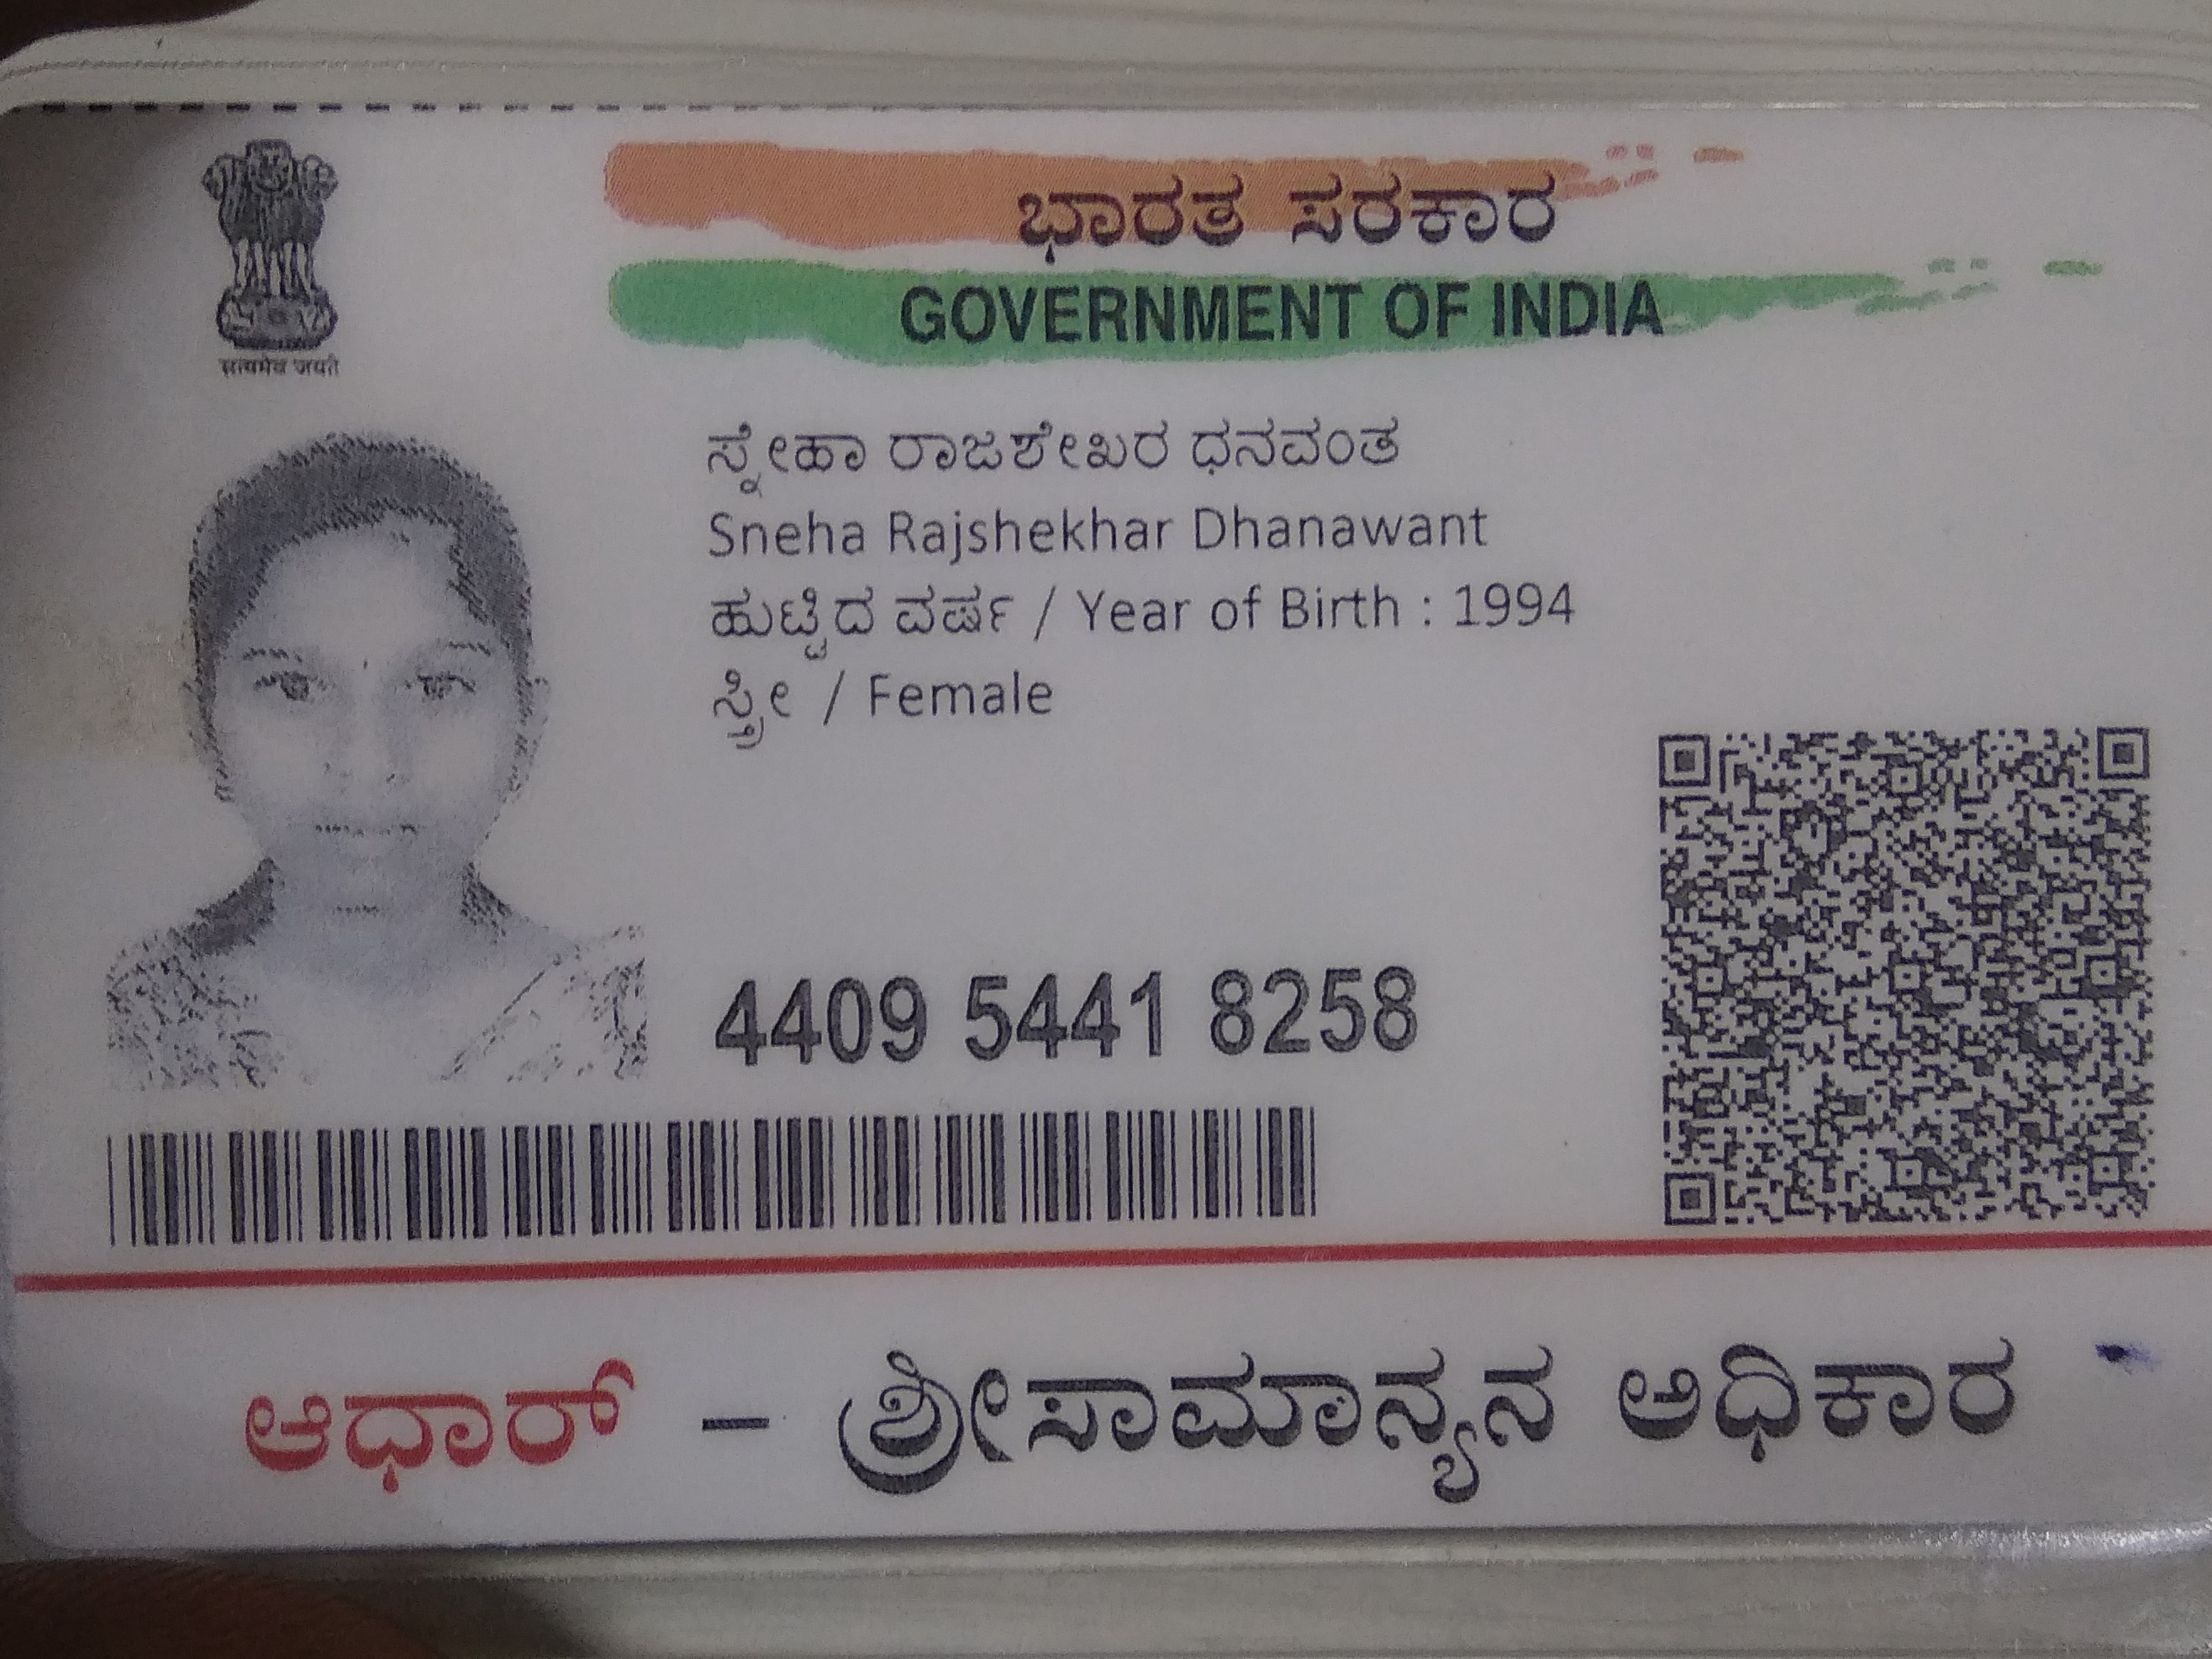 ಭಾರತ ಸರಕಾರ
GOVERNMENT OF INDIA
सत्यमेव जयते
ಸ್ನೇಹಾ ರಾಜಶೇಖರ ಧನವಂತ
Sneha Rajshekhar Dhanawant
ಹುಟ್ಟಿದ ವರ್ಷ / Year of Birth : 1994
ಸ್ತ್ರೀ / Female
4409 5441 8258
ಆಧಾರ್ – ಶ್ರೀಸಾಮಾನ್ಯನ ಅಧಿಕಾರ